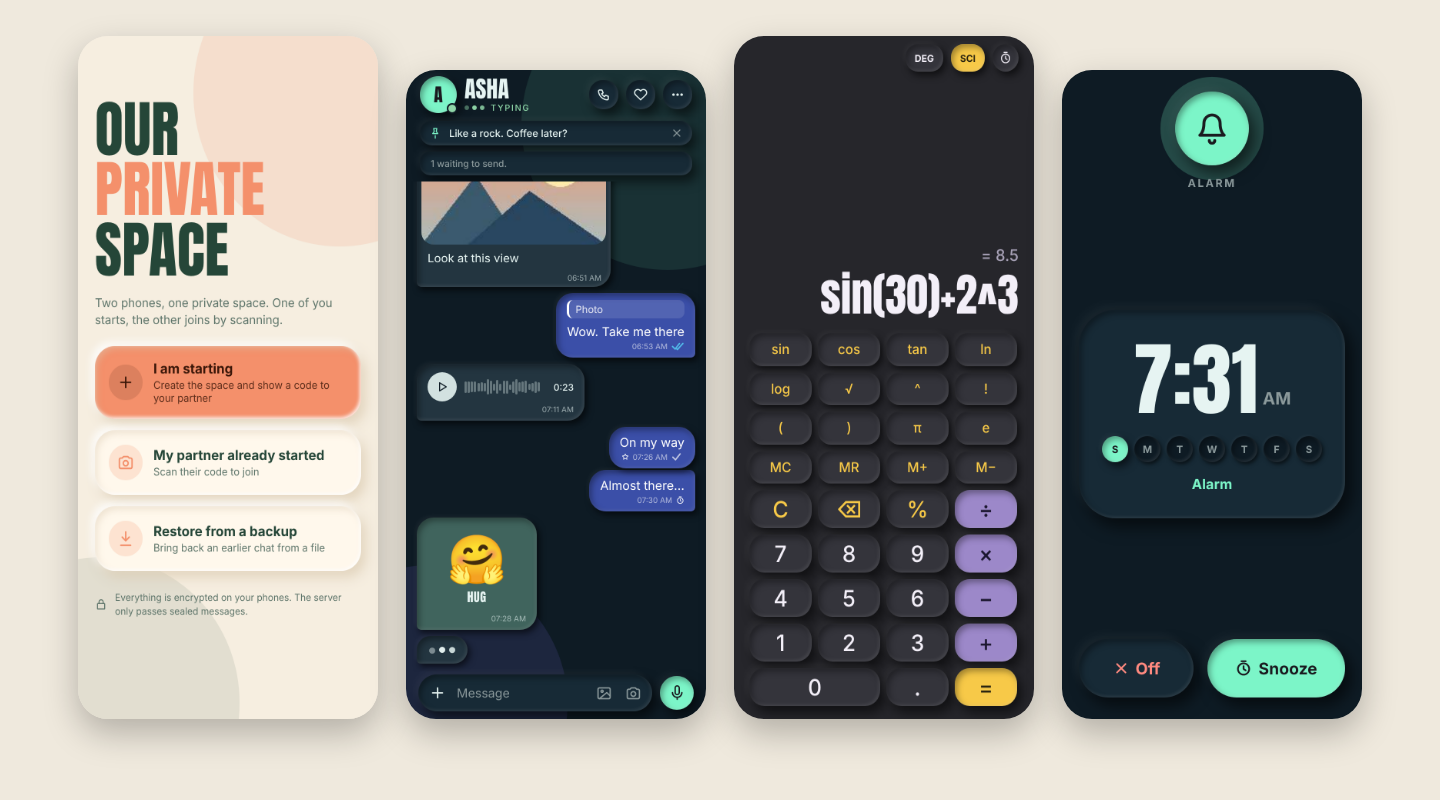 OUR
PRIVATE
SPACE
Two phones, one private space. One of you
starts, the other joins by scanning.
I am starting
Create the space and show a code to
your partner
My partner already started
Scan their code to join
Restore from a backup
Bring back an earlier chat from a file
Everything is encrypted on your phones. The server
only passes sealed messages.
A
ASHA
TYPING
Like a rock. Coffee later?
1 waiting to send.
Look at this view
06:51 AM
Photo
Wow. Take me there
06:53 AM
0:23
07:11 AM
On my way
07:26 AM
Almost there...
07:30 AM
HUG
07:28 AM
Message
DEG SCI
= 8.5
sin(30)+2^3
sin cos tan ln
log √ ^ !
( ) π e
MC MR M+ M−
C % ÷
7 8 9 ×
4 5 6 −
1 2 3 +
0 . =
ALARM
7:31 AM
S M T W T F S
Alarm
Off Snooze